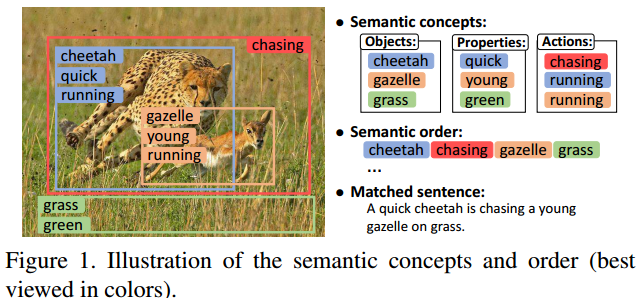 chasing
cheetah
quick
running
gazelle
young
running
grass
green
● Semantic concepts:
Objects: Properties: Actions:
cheetah quick chasing
gazelle young running
grass green running
● Semantic order:
cheetah chasing gazelle grass
...
● Matched sentence:
A quick cheetah is chasing a young
gazelle on grass.
Figure 1. Illustration of the semantic concepts and order (best
viewed in colors).